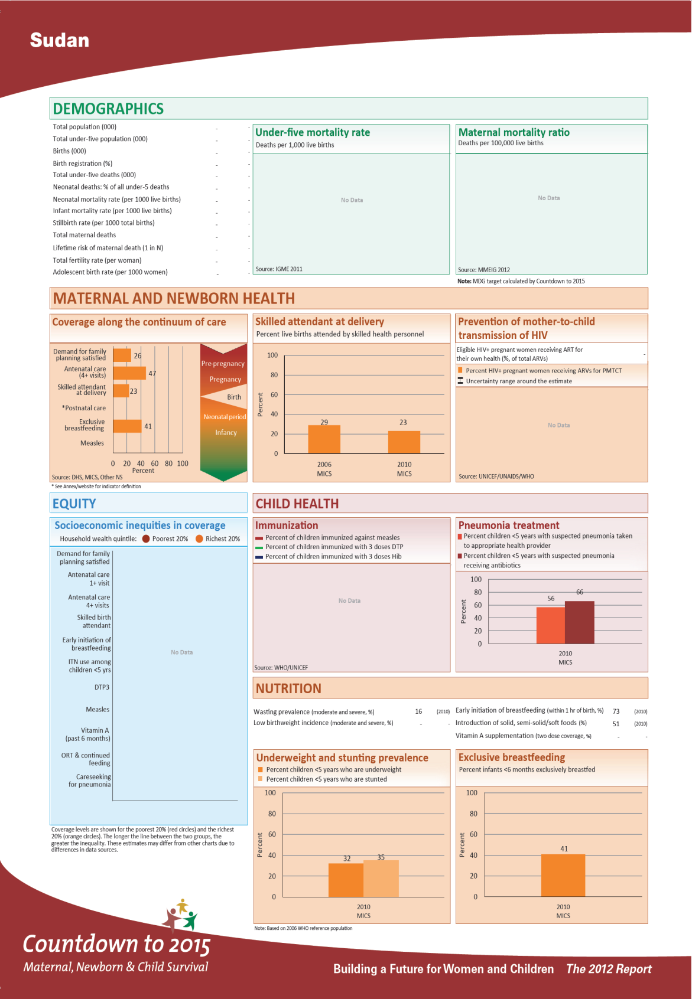 Sudan
DEMOGRAPHICS
Total population (000) - -
Total under-five population (000) - -
Births (000) - -
Birth registration (%) - -
Total under-five deaths (000) - -
Neonatal deaths: % of all under-5 deaths - -
Neonatal mortality rate (per 1000 live births) - -
Infant mortality rate (per 1000 live births) - -
Stillbirth rate (per 1000 total births) - -
Total maternal deaths - -
Lifetime risk of maternal death (1 in N) - -
Total fertility rate (per woman) - -
Adolescent birth rate (per 1000 women) - -
Under-five mortality rate
Deaths per 1,000 live births
No Data
Source: IGME 2011
Maternal mortality ratio
Deaths per 100,000 live births
No Data
Source: MMEIG 2012
Note: MDG target calculated by Countdown to 2015
MATERNAL AND NEWBORN HEALTH
Coverage along the continuum of care
Demand for family
planning satisfied
26
Antenatal care
(4+ visits)
47
Skilled attendant
at delivery
23
*Postnatal care
Exclusive
breastfeeding
41
Measles
0 20 40 60 80 100
Percent
Source: DHS, MICS, Other NS
Pre-pregnancy
Pregnancy
Birth
Neonatal period
Infancy
* See Annex/website for indicator definition
Skilled attendant at delivery
Percent live births attended by skilled health personnel
Percent
100
80
60
40
20
0
29
23
2006
MICS
2010
MICS
Prevention of mother-to-child
transmission of HIV
Eligible HIV+ pregnant women receiving ART for
their own health (%, of total ARVs) -
Percent HIV+ pregnant women receiving ARVs for PMTCT
Uncertainty range around the estimate
No Data
Source: UNICEF/UNAIDS/WHO
EQUITY
Socioeconomic inequities in coverage
Household wealth quintile: Poorest 20% Richest 20%
Demand for family
planning satisfied
Antenatal care
1+ visit
Antenatal care
4+ visits
Skilled birth
attendant
Early initiation of
breastfeeding
ITN use among
children <5 yrs
DTP3
Measles
Vitamin A
(past 6 months)
ORT & continued
feeding
Careseeking
for pneumonia
No Data
Coverage levels are shown for the poorest 20% (red circles) and the richest
20% (orange circles). The longer the line between the two groups, the
greater the inequality. These estimates may differ from other charts due to
differences in data sources.
CHILD HEALTH
Immunization
Percent of children immunized against measles
Percent of children immunized with 3 doses DTP
Percent of children immunized with 3 doses Hib
No Data
Source: WHO/UNICEF
Pneumonia treatment
Percent children <5 years with suspected pneumonia taken
to appropriate health provider
Percent children <5 years with suspected pneumonia
receiving antibiotics
Percent
100
80
60
40
20
0
56
66
2010
MICS
NUTRITION
Wasting prevalence (moderate and severe, %) 16 (2010)
Low birthweight incidence (moderate and severe, %) - -
Early initiation of breastfeeding (within 1 hr of birth, %) 73 (2010)
Introduction of solid, semi-solid/soft foods (%) 51 (2010)
Vitamin A supplementation (two dose coverage, %) - -
Underweight and stunting prevalence
Percent children <5 years who are underweight
Percent children <5 years who are stunted
Percent
100
80
60
40
20
0
32
35
2010
MICS
Note: Based on 2006 WHO reference population
Exclusive breastfeeding
Percent infants <6 months exclusively breastfed
Percent
100
80
60
40
20
0
41
2010
MICS
Countdown to 2015
Maternal, Newborn & Child Survival
Building a Future for Women and Children The 2012 Report